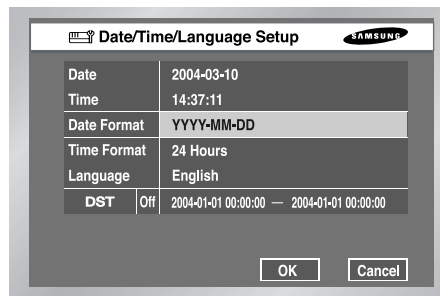 Date/Time/Language Setup SAMSUNG
Date 2004-03-10
Time 14:37:11
Date Format YYYY-MM-DD
Time Format 24 Hours
Language English
DST Off 2004-01-01 00:00:00 — 2004-01-01 00:00:00
OK Cancel